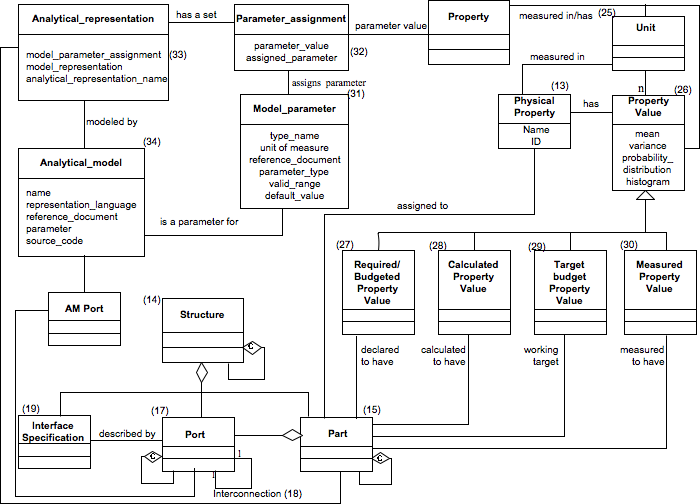 Analytical_representation
model_parameter_assignment
model_representation
analytical_representation_name
(33)
has a set
Parameter_assignment
parameter_value
assigned_parameter
(32)
parameter value
Property
measured in/has
(25)
Unit
measured in
assigns parameter
(31)
Model_parameter
type_name
unit of measure
reference_document
parameter_type
valid_range
default_value
(13)
Physical
Property
Name
ID
has
n
(26)
Property
Value
mean
variance
probability_
distribution
histogram
modeled by
(34)
Analytical_model
name
representation_language
reference_document
parameter
source_code
is a parameter for
assigned to
(27)
Required/
Budgeted
Property
Value
(28)
Calculated
Property
Value
(29)
Target
budget
Property
Value
(30)
Measured
Property
Value
AM Port
(14)
Structure
C
declared
to have
calculated
to have
working
target
measured
to have
(19)
Interface
Specification
described by
(17)
Port
C
1
1
(15)
Part
C
Interconnection (18)